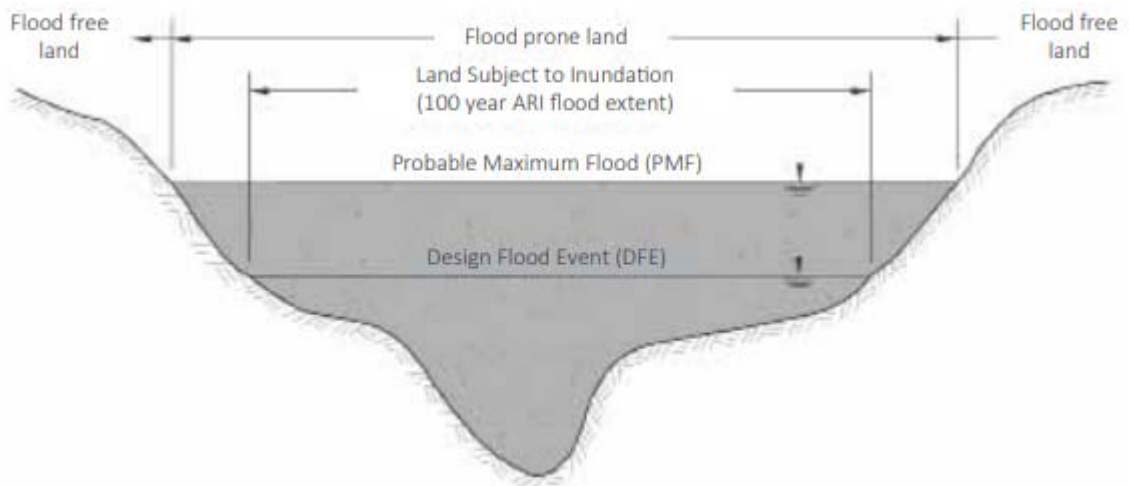 Flood free
land
Flood prone land
Flood free
land
Land Subject to Inundation
(100 year ARI flood extent)
Probable Maximum Flood (PMF)
Design Flood Event (DFE)